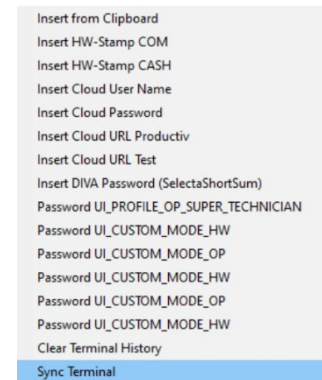 Insert from Clipboard
Insert HW-Stamp COM
Insert HW-Stamp CASH
Insert Cloud User Name
Insert Cloud Password
Insert Cloud URL Productiv
Insert Cloud URL Test
Insert DIVA Password (SelectaShortSum)
Password UI_PROFILE_OP_SUPER_TECHNICIAN
Password UI_CUSTOM_MODE_HW
Password UI_CUSTOM_MODE_OP
Password UI_CUSTOM_MODE_HW
Password UI_CUSTOM_MODE_OP
Password UI_CUSTOM_MODE_HW
Clear Terminal History
Sync Terminal